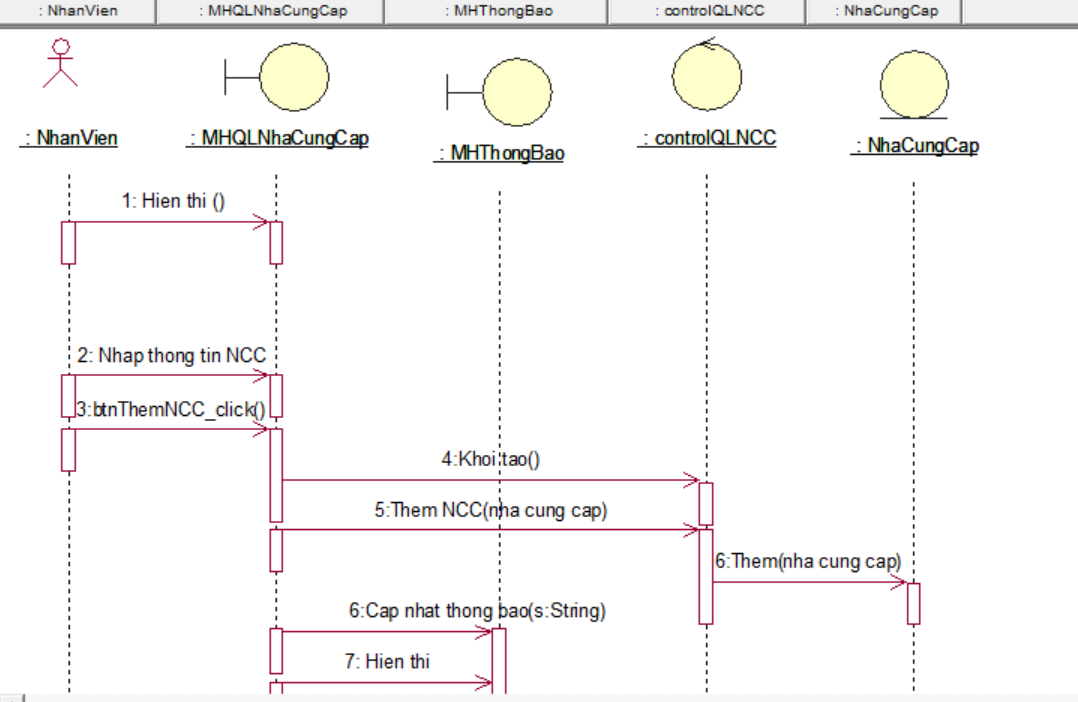 : NhanVien
: MHQLNhaCungCap
: MHThongBao
: controlQLNCC
: NhaCungCap
: NhanVien
: MHQLNhaCungCap
: MHThongBao
: controlQLNCC
: NhaCungCap
1: Hien thi ()
2: Nhap thong tin NCC
3:btnThemNCC_click()
4:Khoi tao()
5:Them NCC(nha cung cap)
6:Them(nha cung cap)
6:Cap nhat thong bao(s:String)
7: Hien thi